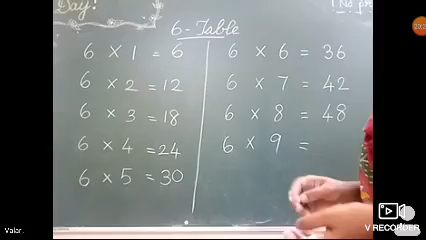 Day!
6-Table
6 × 1 = 6
6 × 2 = 12
6 × 3 = 18
6 × 4 = 24
6 × 5 = 30
6 × 6 = 36
6 × 7 = 42
6 × 8 = 48
6 × 9 =
Valar
V RECORDER